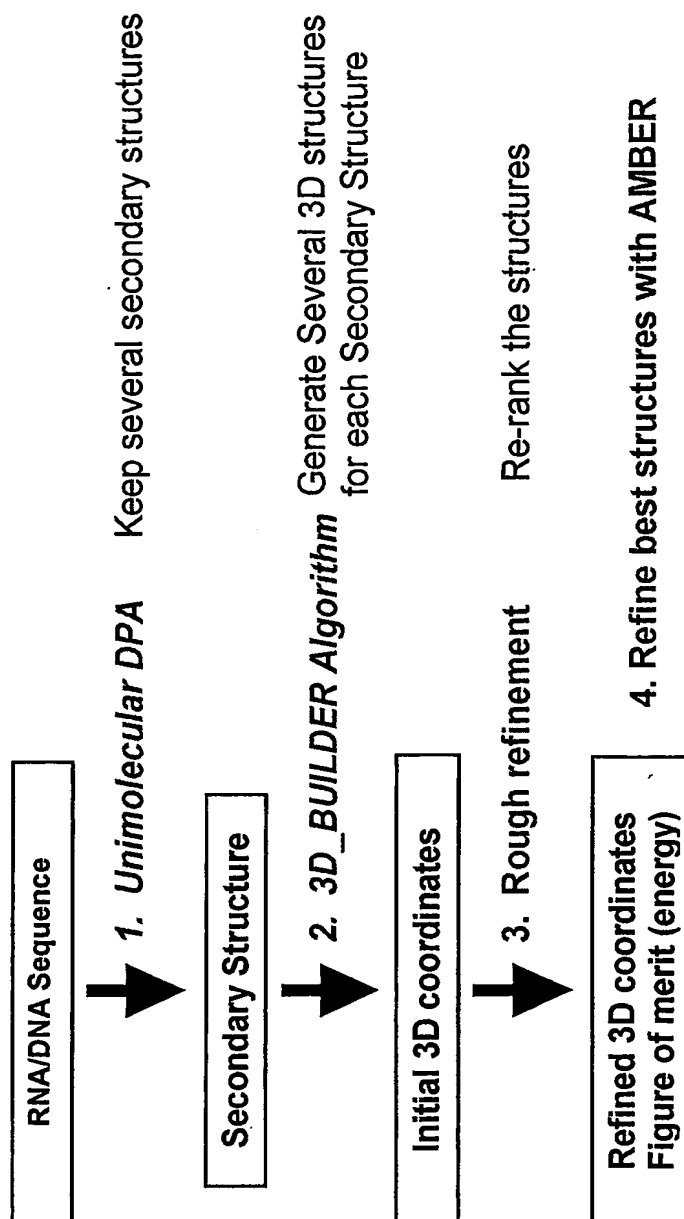 RNA/DNA Sequence
1. Unimolecular DPA
Keep several secondary structures
Secondary Structure
2. 3D_BUILDER Algorithm
Generate Several 3D structures
for each Secondary Structure
Initial 3D coordinates
3. Rough refinement
Re-rank the structures
Refined 3D coordinates
Figure of merit (energy)
4. Refine best structures with AMBER